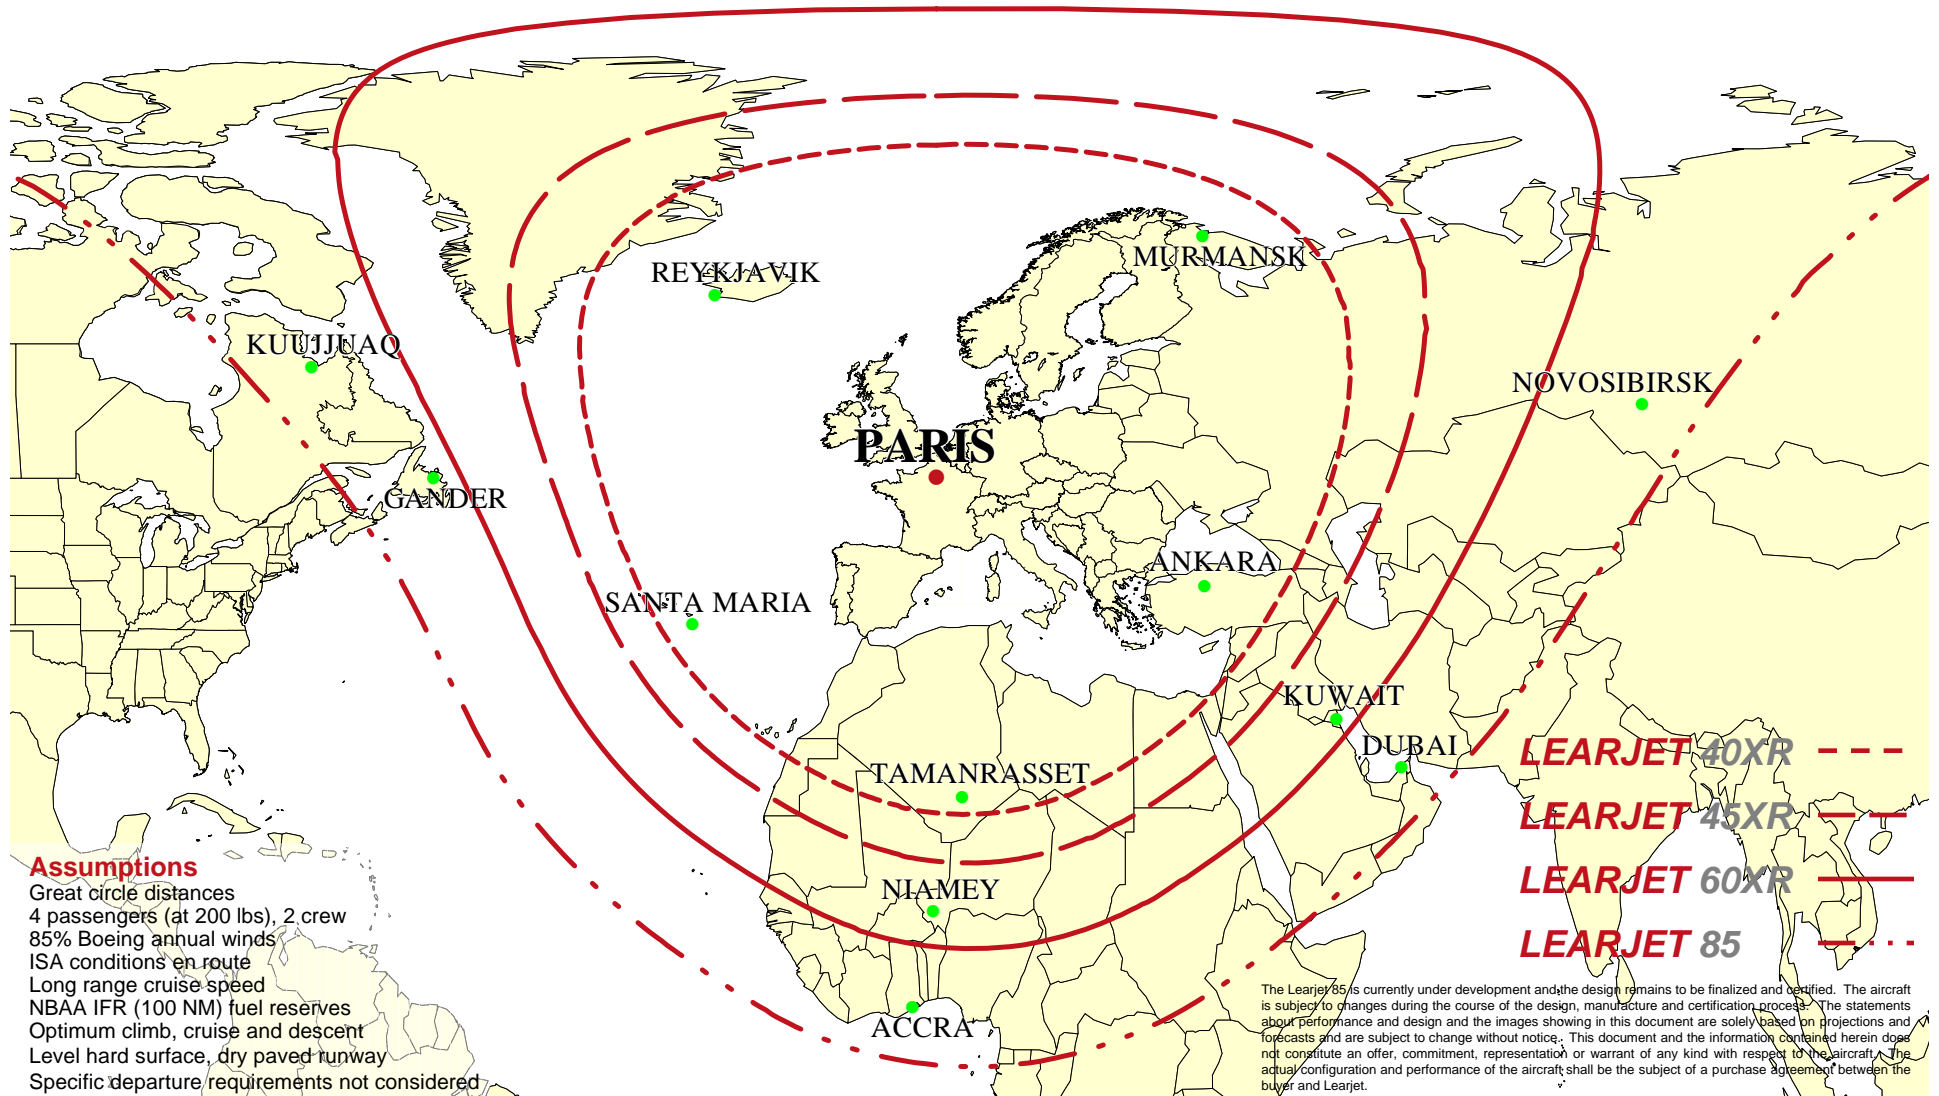 REYKJAVIK
MURMANSK
KUUJJUAQ
NOVOSIBIRSK
PARIS
GANDER
ANKARA
SANTA MARIA
KUWAIT
DUBAI
TAMANRASSET
NIAMEY
ACCRA
LEARJET 40XR
LEARJET 45XR
LEARJET 60XR
LEARJET 85
Assumptions
Great circle distances
4 passengers (at 200 lbs), 2 crew
85% Boeing annual winds
ISA conditions en route
Long range cruise speed
NBAA IFR (100 NM) fuel reserves
Optimum climb, cruise and descent
Level hard surface, dry paved runway
Specific departure requirements not considered
The Learjet 85 is currently under development and the design remains to be finalized and certified. The aircraft
is subject to changes during the course of the design, manufacture and certification process. The statements
about performance and design and the images showing in this document are solely based on projections and
forecasts and are subject to change without notice. This document and the information contained herein does
not constitute an offer, commitment, representation or warrant of any kind with respect to the aircraft. The
actual configuration and performance of the aircraft shall be the subject of a purchase agreement between the
buyer and Learjet.